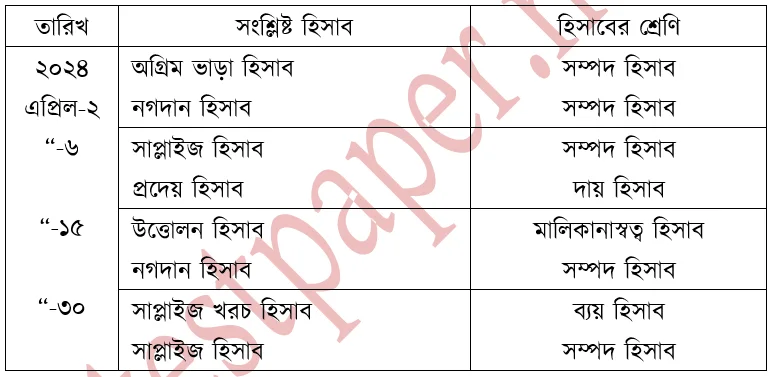 তারিখ সংশ্লিষ্ট হিসাব হিসাবের শ্রেণি
২০২৪ অগ্রিম ভাড়া হিসাব সম্পদ হিসাব
এপ্রিল-২ নগদান হিসাব সম্পদ হিসাব
“-৬ সাপ্লাইজ হিসাব সম্পদ হিসাব
প্রদেয় হিসাব দায় হিসাব
“-১৫ উত্তোলন হিসাব মালিকানাস্বত্ব হিসাব
নগদান হিসাব সম্পদ হিসাব
“-৩০ সাপ্লাইজ খরচ হিসাব ব্যয় হিসাব
সাপ্লাইজ হিসাব সম্পদ হিসাব